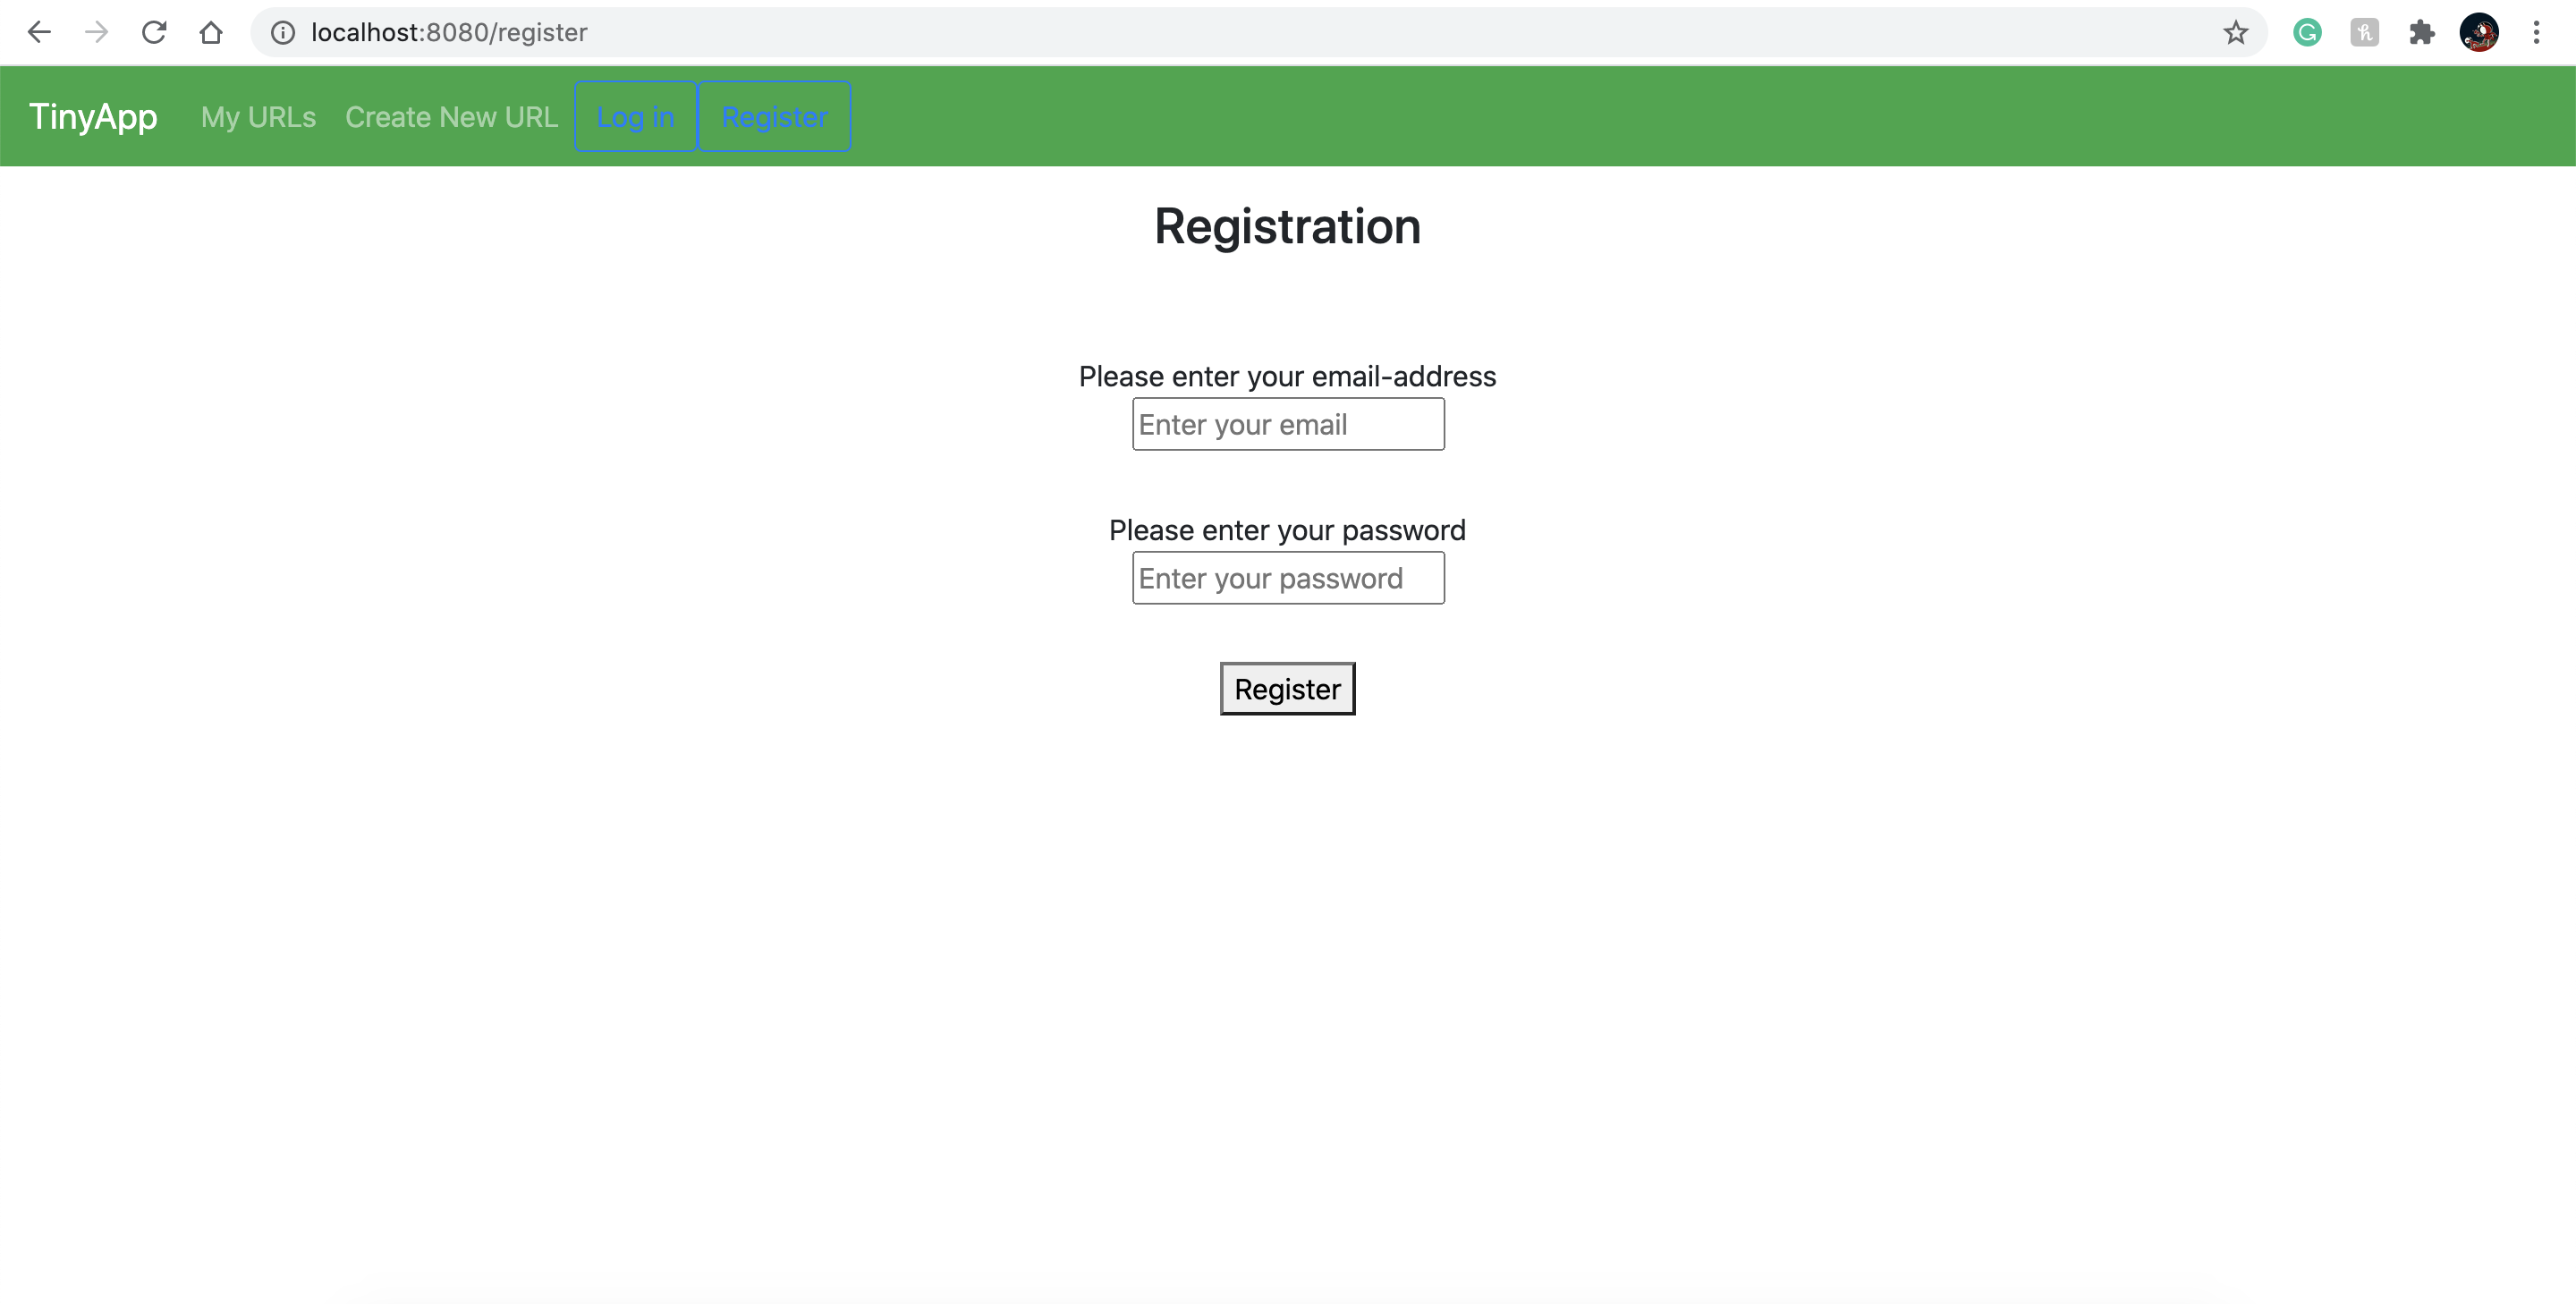 localhost:8080/register
TinyApp My URLs Create New URL Log in Register
Registration
Please enter your email-address
Enter your email
Please enter your password
Enter your password
Register